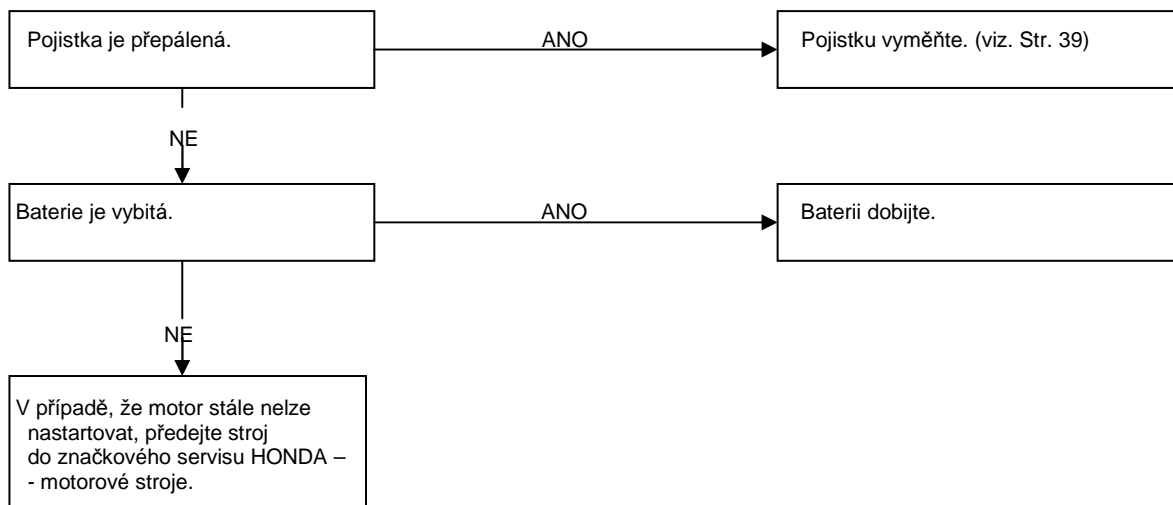 Pojistka je přepálená.
ANO
Pojistku vyměňte. (viz. Str. 39)
NE
Baterie je vybitá.
ANO
Baterii dobijte.
NE
V případě, že motor stále nelze
nastartovat, předejte stroj
do značkového servisu HONDA –
- motorové stroje.